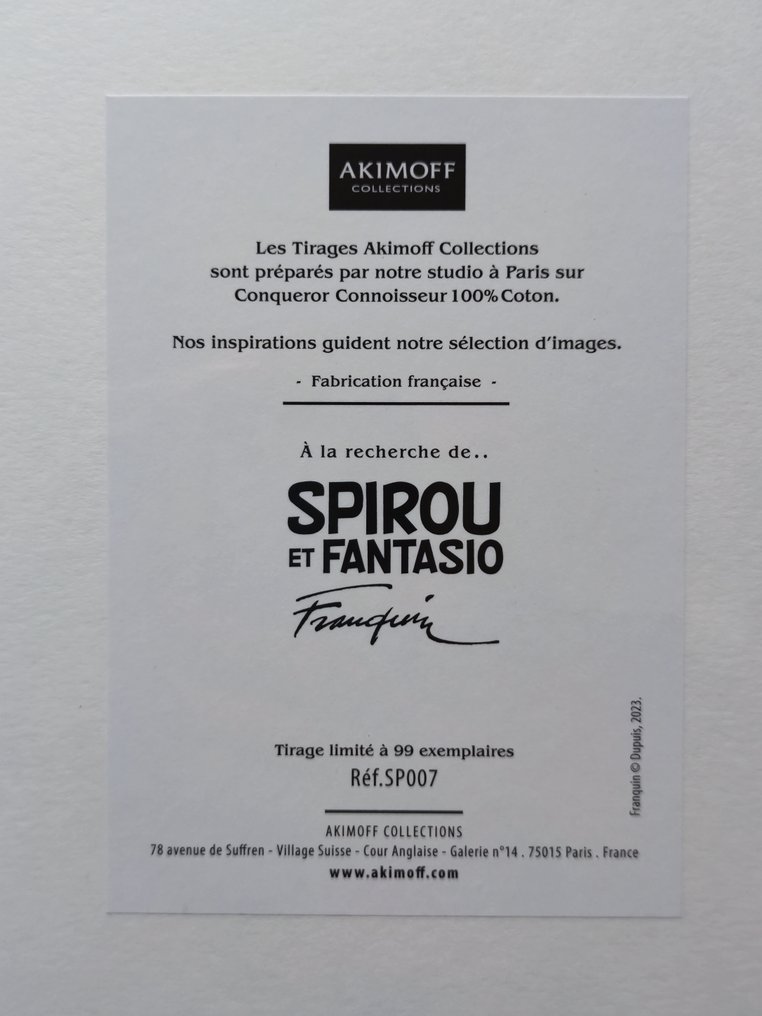 AKIMOFF
COLLECTIONS
Les Tirages Akimoff Collections
sont préparés par notre studio à Paris sur
Conqueror Connoisseur 100% Coton.
Nos inspirations guident notre sélection d'images.
- Fabrication française -
À la recherche de..
SPIROU
ET FANTASIO
Franquin
Tirage limité à 99 exemplaires
Réf.SP007
Franquin © Dupuis, 2023.
AKIMOFF COLLECTIONS
78 avenue de Suffren - Village Suisse - Cour Anglaise - Galerie n°14 . 75015 Paris . France
www.akimoff.com